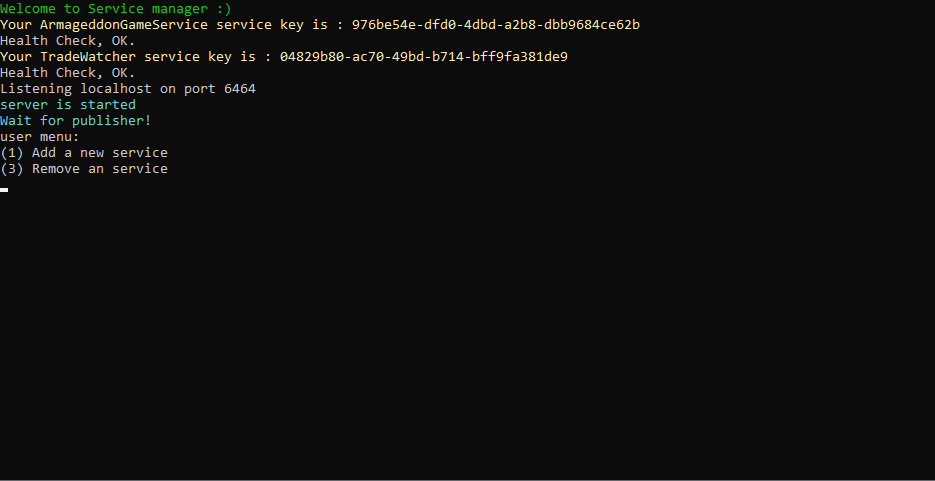 Welcome to Service manager :)
Your ArmageddonGameService service key is : 976be54e-dfd0-4dbd-a2b8-dbb9684ce62b
Health Check, OK.
Your TradeWatcher service key is : 04829b80-ac70-49bd-b714-bff9fa381de9
Health Check, OK.
Listening localhost on port 6464
server is started
Wait for publisher!
user menu:
(1) Add a new service
(3) Remove an service